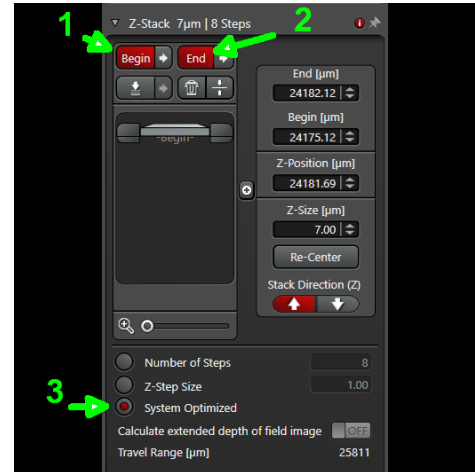 1
2
Z-Stack 7µm | 8 Steps
Begin
End
-Begin-
End [µm]
24182.12
Begin [µm]
24175.12
Z-Position [µm]
24181.69
Z-Size [µm]
7.00
Re-Center
Stack Direction (Z)
Number of Steps 8
Z-Step Size 1.00
3
System Optimized
Calculate extended depth of field image OFF
Travel Range [µm] 25811